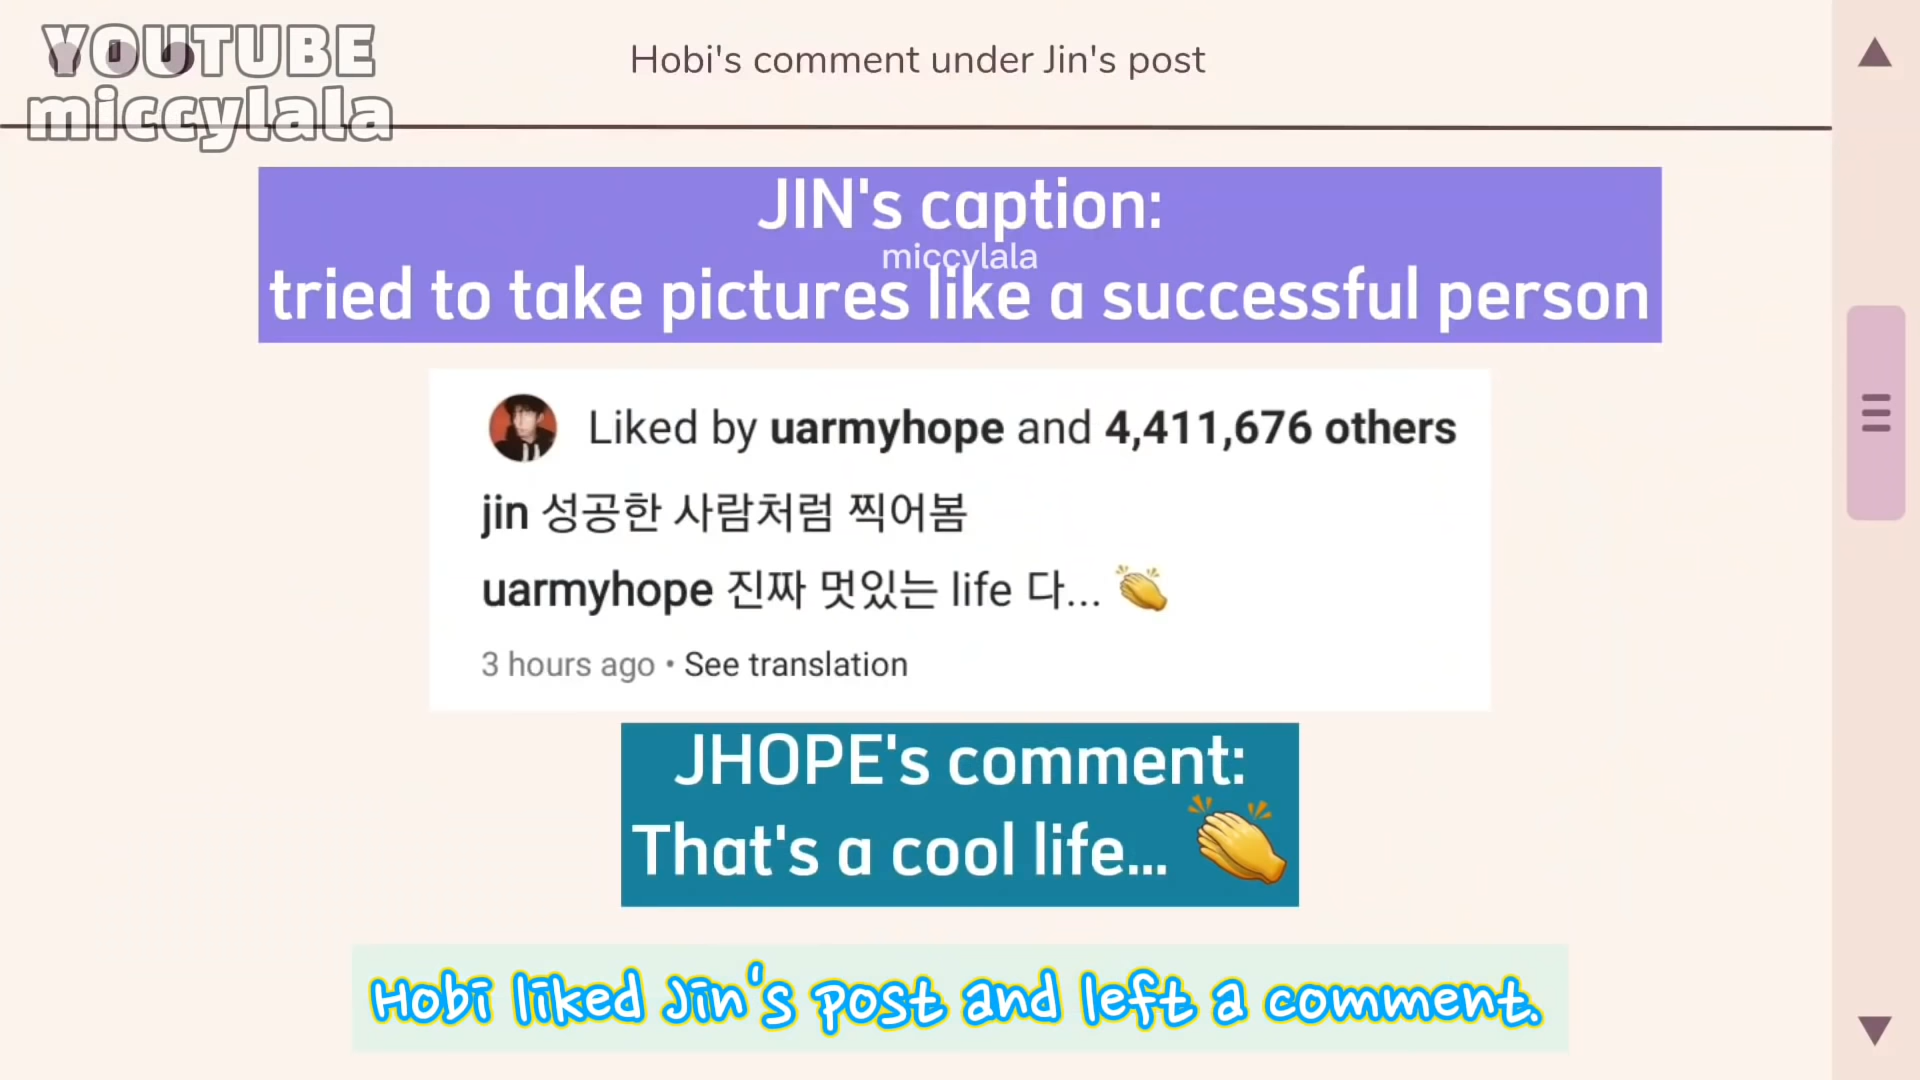 YOUTUBE
miccylala
Hobi's comment under Jin's post
JIN's caption:
miccylala
tried to take pictures like a successful person
Liked by uarmyhope and 4,411,676 others
jin 성공한 사람처럼 찍어봄
uarmyhope 진짜 멋있는 life 다... 👏
3 hours ago • See translation
JHOPE's comment:
That's a cool life... 👏
Hobi liked Jin's post and left a comment.